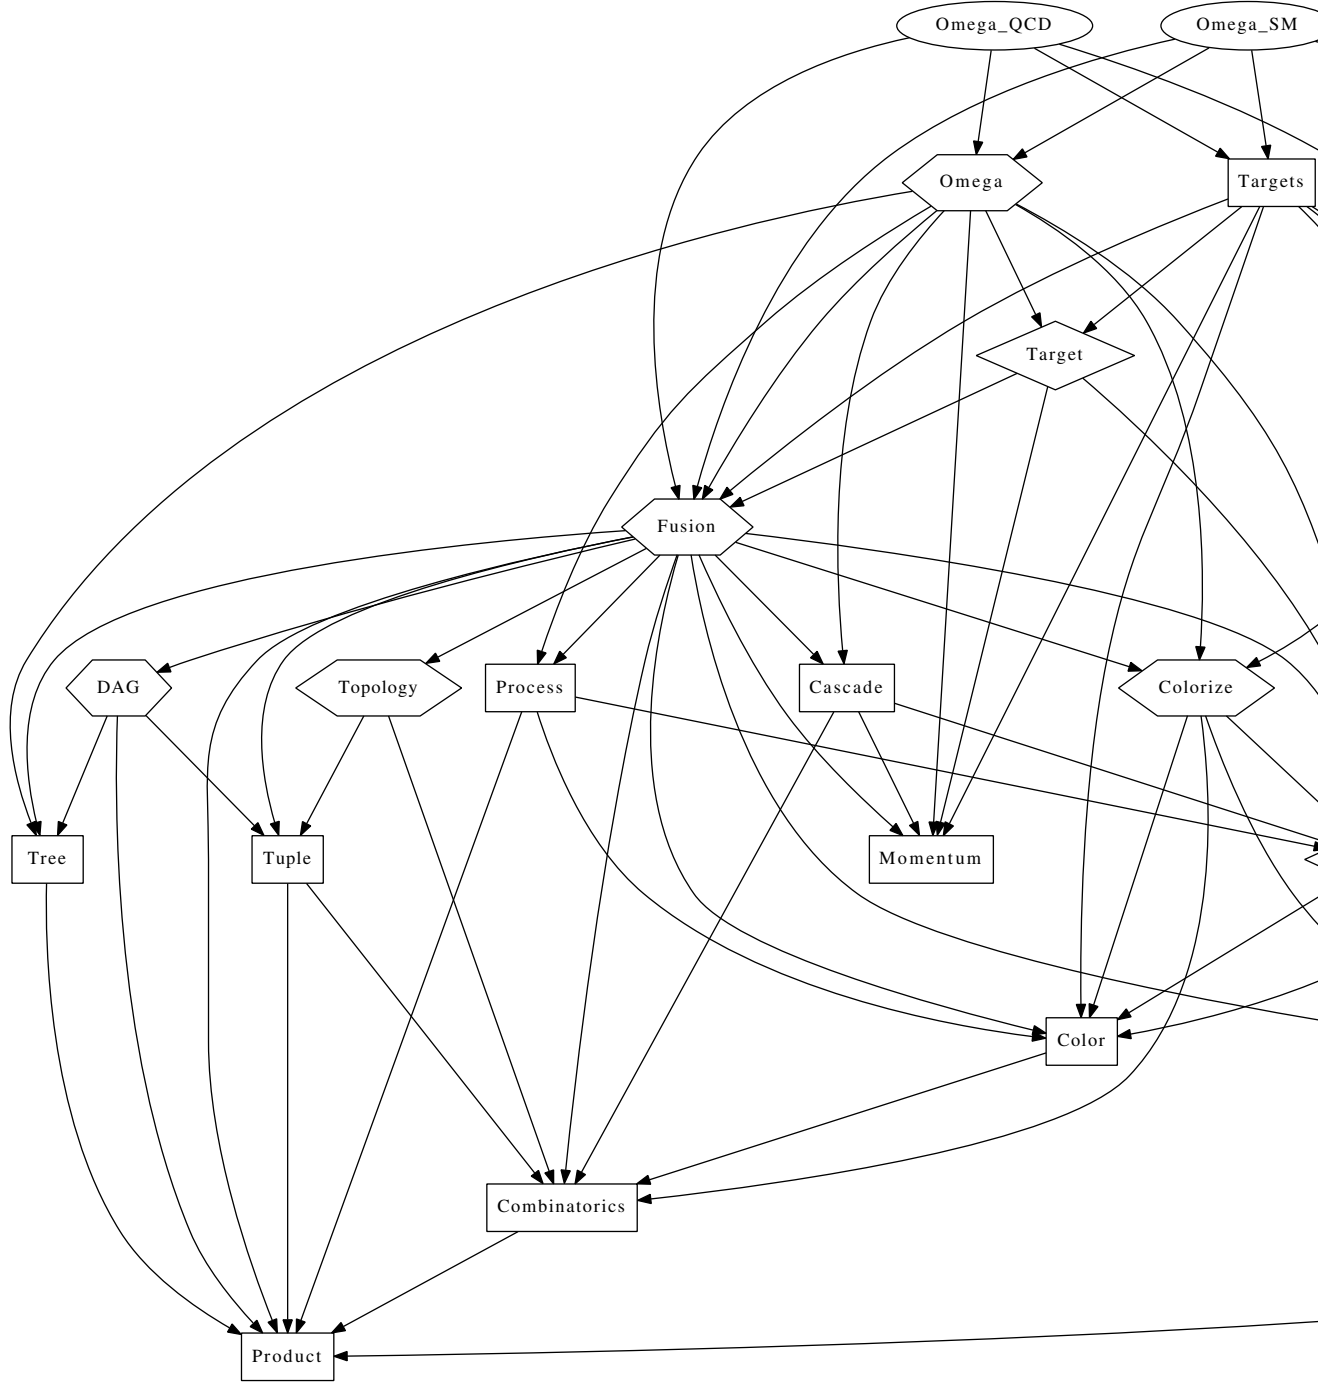 Omega_QCD
Omega_SM
Omega
Targets
Target
Fusion
DAG
Topology
Process
Cascade
Colorize
Tree
Tuple
Momentum
Color
Combinatorics
Product